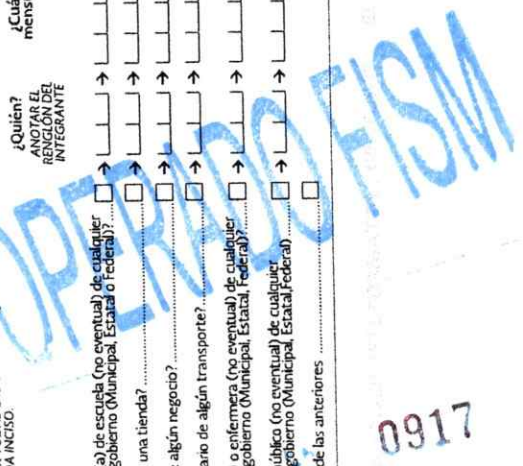 A INCISO.
¿Quién?
ANOTAR EL
RENGLÓN DEL
INTEGRANTE
¿Cuá
mens
a) de escuela (no eventual) de cualquier
gobierno (Municipal, Estatal o Federal)?
una tienda?
algún negocio?
ario de algún transporte?
o enfermera (no eventual) de cualquier
gobierno (Municipal, Estatal, Federal)?
úblico (no eventual) de cualquier
gobierno (Municipal, Estatal, Federal)
de las anteriores
OPERADO FISM
0917